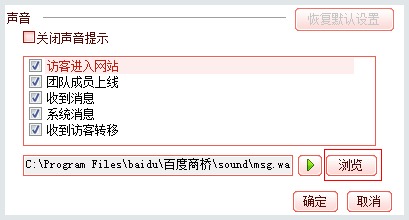 声音
恢复默认设置
关闭声音提示
访客进入网站
团队成员上线
收到消息
系统消息
收到访客转移
C:\Program Files\baidu\百度商桥\sound\msg.wa
浏览
确定 取消